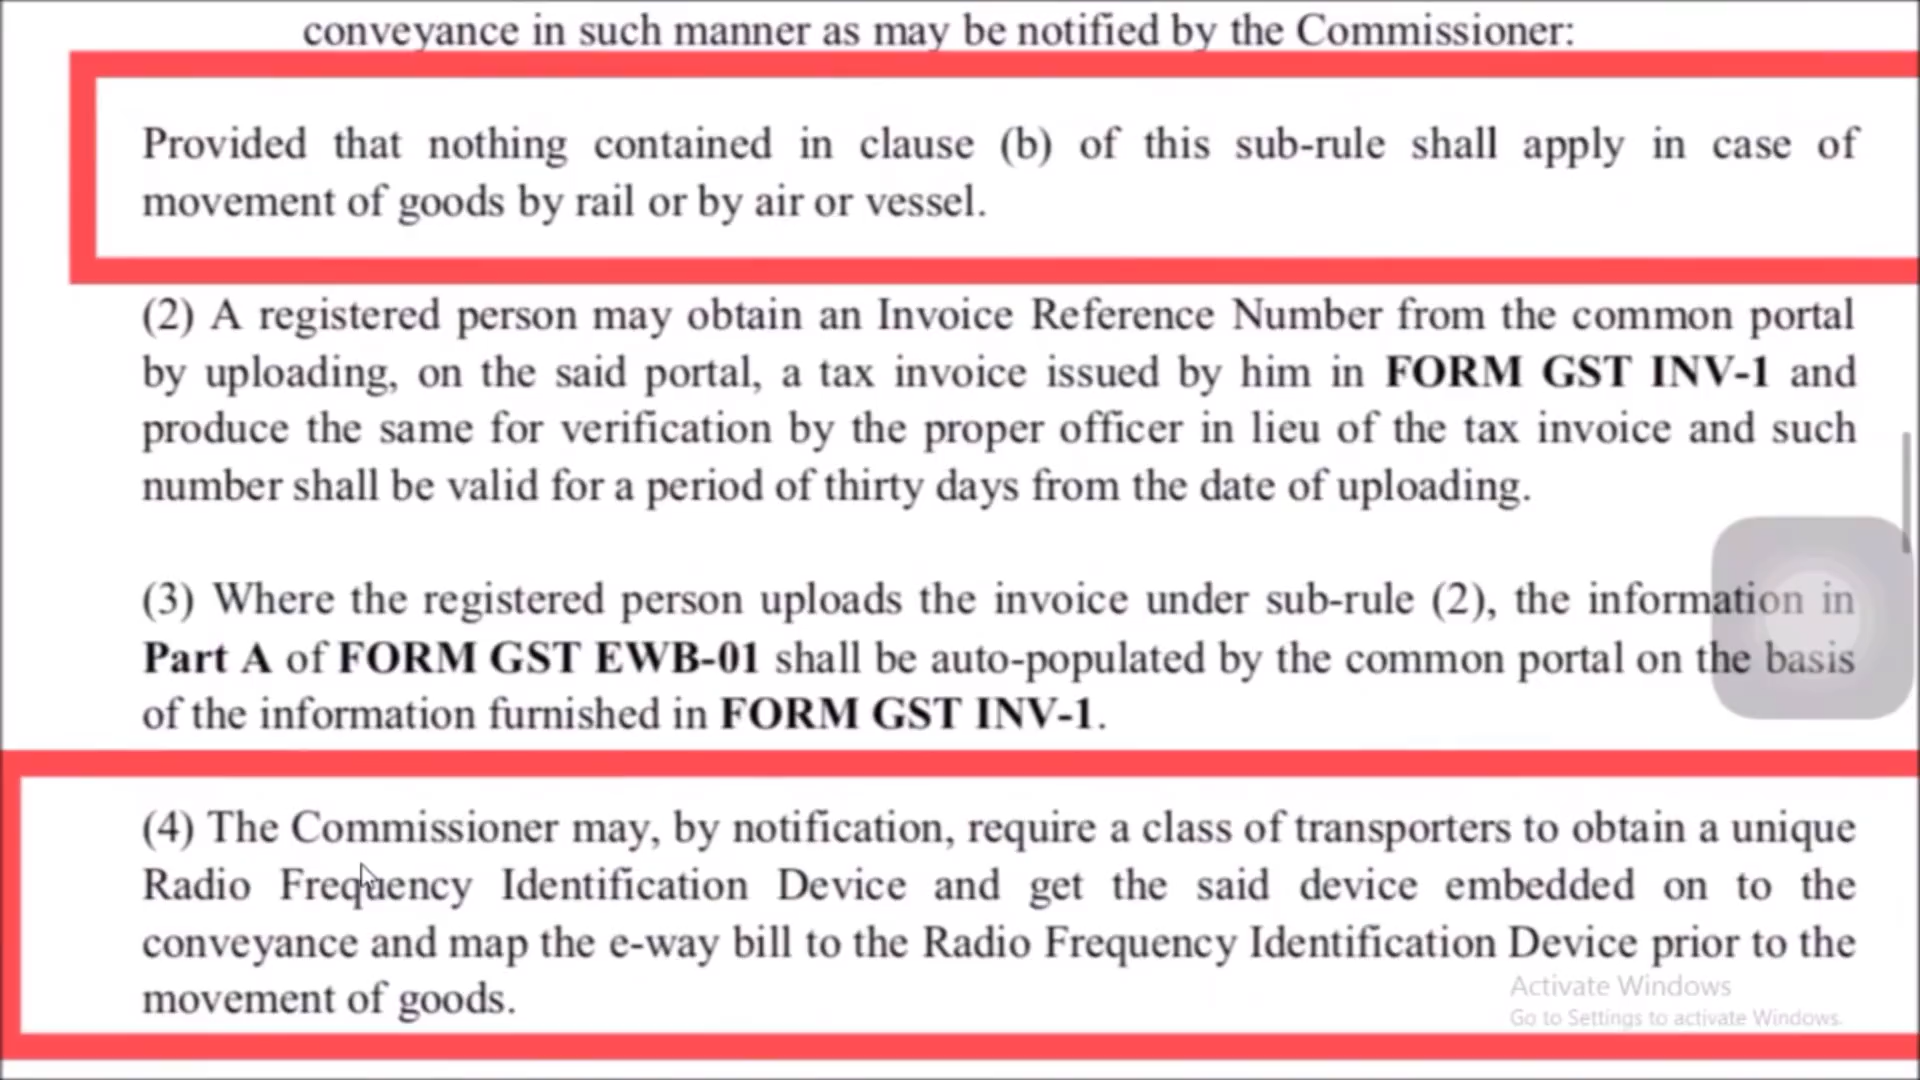 conveyance in such manner as may be notified by the Commissioner:
Provided that nothing contained in clause (b) of this sub-rule shall apply in case of
movement of goods by rail or by air or vessel.
(2) A registered person may obtain an Invoice Reference Number from the common portal
by uploading, on the said portal, a tax invoice issued by him in FORM GST INV-1 and
produce the same for verification by the proper officer in lieu of the tax invoice and such
number shall be valid for a period of thirty days from the date of uploading.
(3) Where the registered person uploads the invoice under sub-rule (2), the information in
Part A of FORM GST EWB-01 shall be auto-populated by the common portal on the basis
of the information furnished in FORM GST INV-1.
(4) The Commissioner may, by notification, require a class of transporters to obtain a unique
Radio Frequency Identification Device and get the said device embedded on to the
conveyance and map the e-way bill to the Radio Frequency Identification Device prior to the
movement of goods.
Activate Windows
Go to Settings to activate Windows.